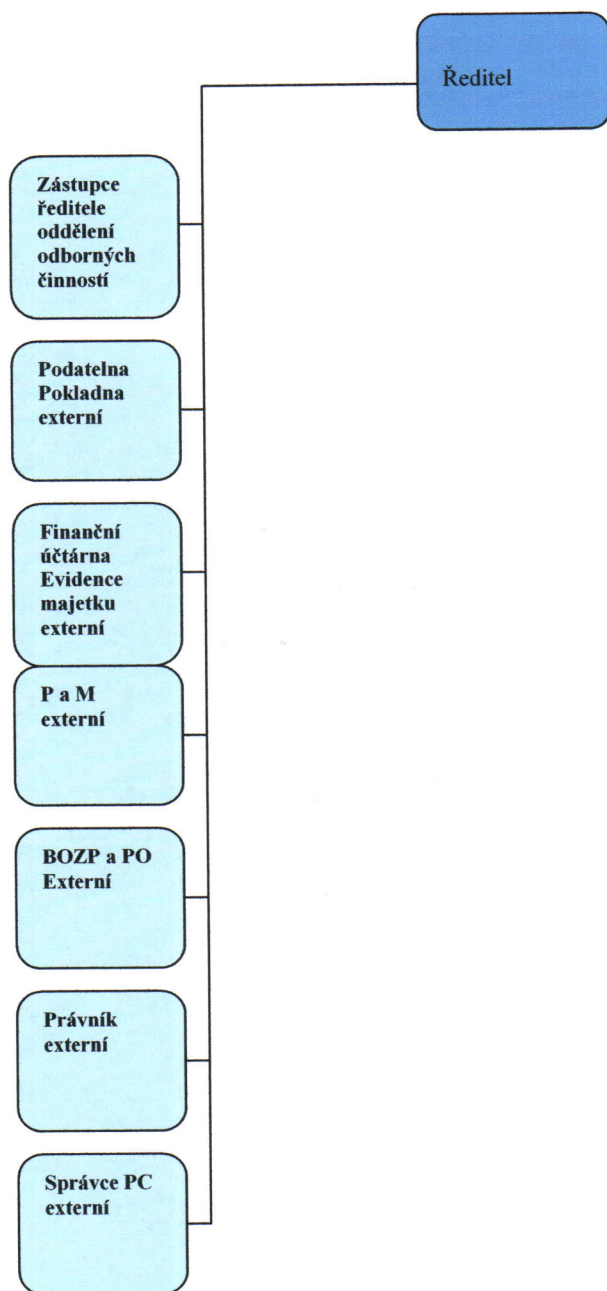 Ředitel
Zástupce
ředitele
oddělení
odborných
činností
Podatelna
Pokladna
externí
Finanční
účtárna
Evidence
majetku
externí
P a M
externí
BOZP a PO
Externí
Právník
externí
Správce PC
externí